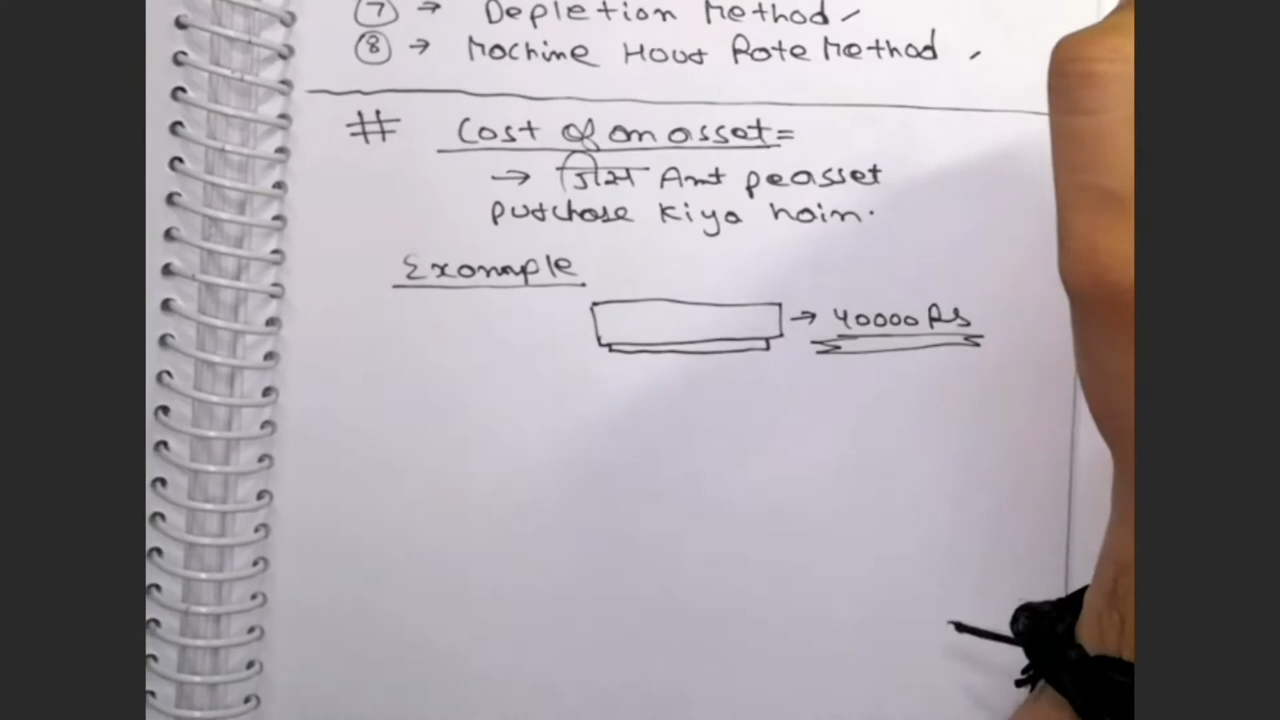 7 → Depletion Method
8 → Machine Hour Rate Method
# Cost of an asset =
→ जिस Amt pe asset
purchase kiya hain.
Example
→ 40000 Rs